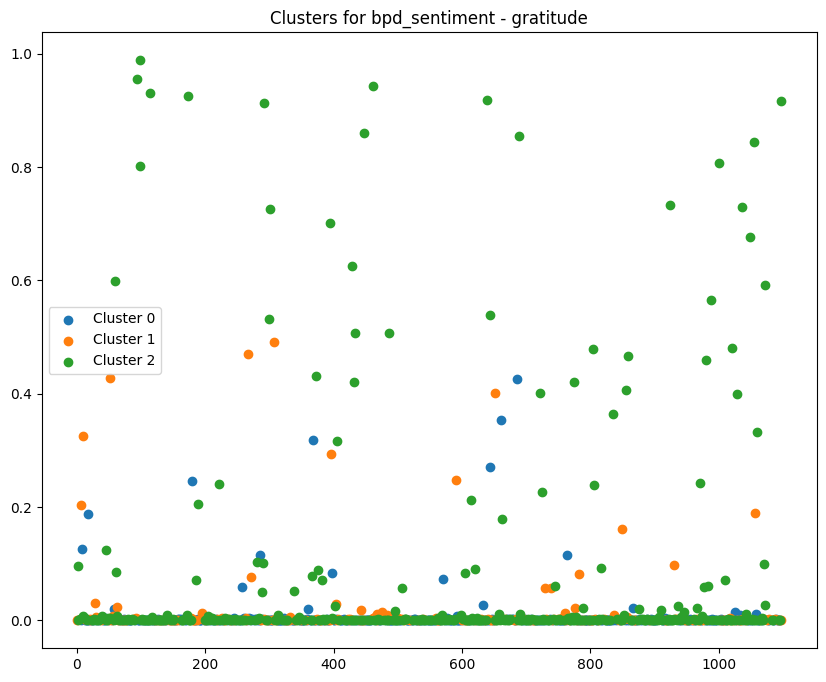 Clusters for bpd_sentiment - gratitude
1.0
0.8
0.6
Cluster 0
Cluster 1
Cluster 2
0.4
0.2
0.0
0 200 400 600 800 1000